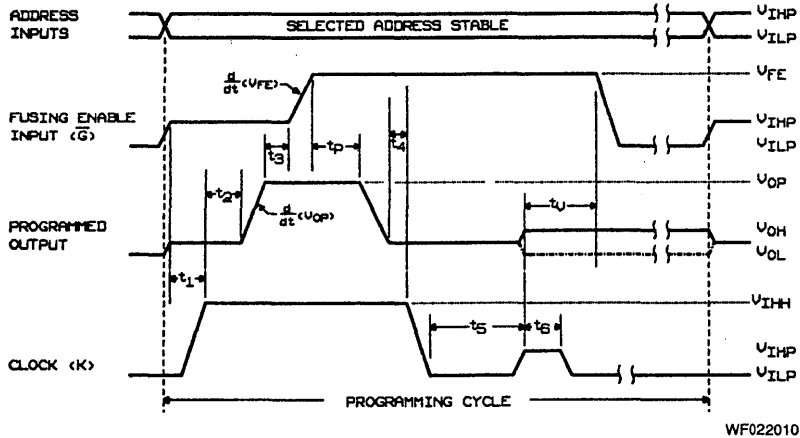 ADDRESS
INPUTS
SELECTED ADDRESS STABLE
VIHP
VILP
d/dt(VFE)
VFE
FUSING ENABLE
INPUT (G̅)
VIHP
VILP
t3
tp
t4
t2
VOP
d/dt(VOP)
PROGRAMMED
OUTPUT
tv
VOH
VOL
t1
VIHH
t5
t6
CLOCK (K)
VIHP
VILP
PROGRAMMING CYCLE
WF022010